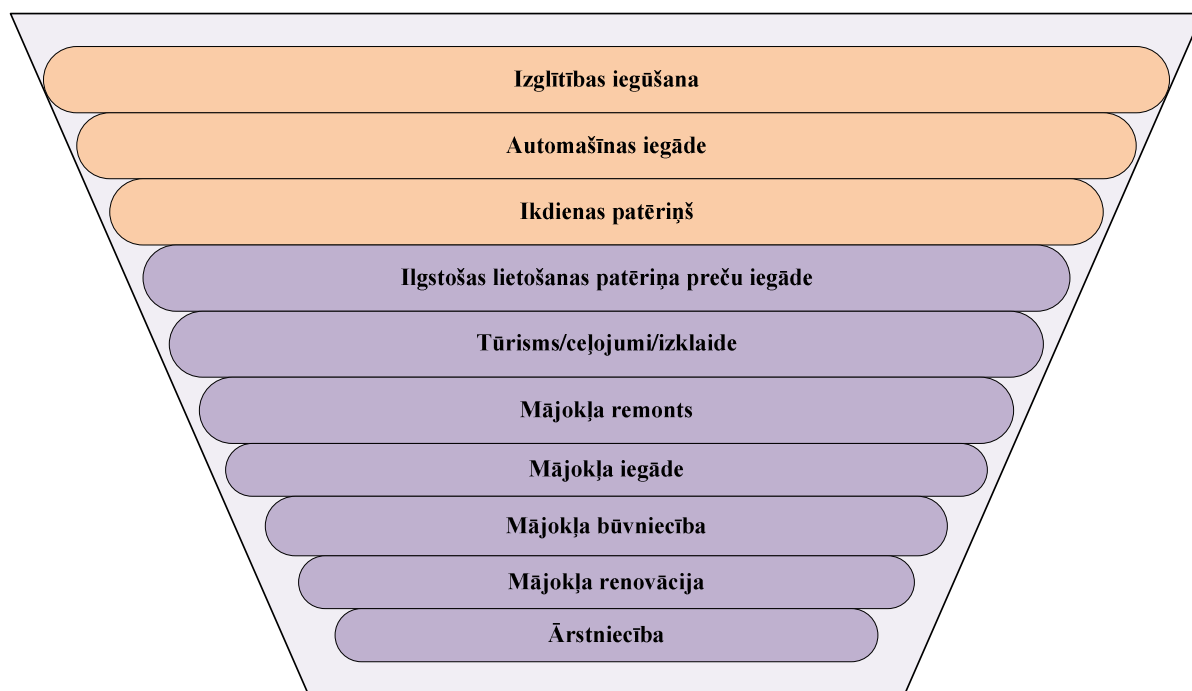 Izglītības iegūšana
Automašīnas iegāde
Ikdienas patēriņš
Ilgstošas lietošanas patēriņa preču iegāde
Tūrisms/ceļojumi/izklaide
Mājokļa remonts
Mājokļa iegāde
Mājokļa būvniecība
Mājokļa renovācija
Ārstniecība